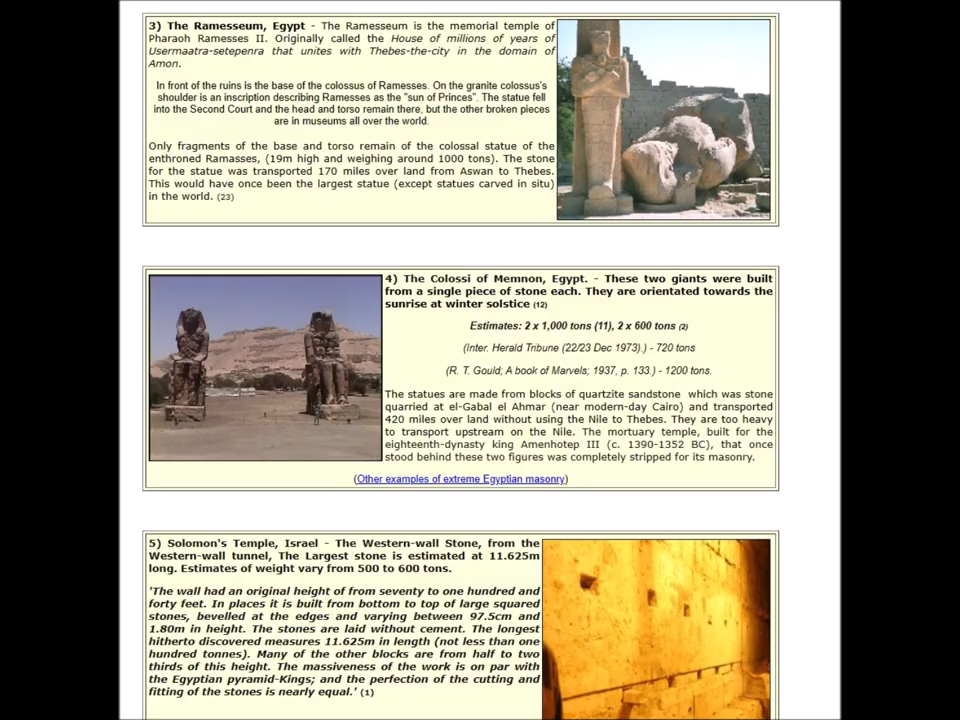 3) The Ramesseum, Egypt - The Ramesseum is the memorial temple of
Pharaoh Ramesses II. Originally called the House of millions of years of
Usermaatra-setepenra that unites with Thebes-the-city in the domain of
Amon.
In front of the ruins is the base of the colossus of Ramesses. On the granite colossus's
shoulder is an inscription describing Ramesses as the "sun of Princes". The statue fell
into the Second Court and the head and torso remain there, but the other broken pieces
are in museums all over the world.
Only fragments of the base and torso remain of the colossal statue of the
enthroned Ramasses, (19m high and weighing around 1000 tons). The stone
for the statue was transported 170 miles over land from Aswan to Thebes.
This would have once been the largest statue (except statues carved in situ)
in the world. (23)
4) The Colossi of Memnon, Egypt. - These two giants were built
from a single piece of stone each. They are orientated towards the
sunrise at winter solstice (12)
Estimates: 2 x 1,000 tons (11), 2 x 600 tons (2)
(Inter. Herald Tribune (22/23 Dec 1973).) - 720 tons
(R. T. Gould; A book of Marvels; 1937, p. 133.) - 1200 tons.
The statues are made from blocks of quartzite sandstone which was stone
quarried at el-Gabal el Ahmar (near modern-day Cairo) and transported
420 miles over land without using the Nile to Thebes. They are too heavy
to transport upstream on the Nile. The mortuary temple, built for the
eighteenth-dynasty king Amenhotep III (c. 1390-1352 BC), that once
stood behind these two figures was completely stripped for its masonry.
(Other examples of extreme Egyptian masonry)
5) Solomon's Temple, Israel - The Western-wall Stone, from the
Western-wall tunnel, The Largest stone is estimated at 11.625m
long. Estimates of weight vary from 500 to 600 tons.
'The wall had an original height of from seventy to one hundred and
forty feet. In places it is built from bottom to top of large squared
stones, bevelled at the edges and varying between 97.5cm and
1.80m in height. The stones are laid without cement. The longest
hitherto discovered measures 11.625m in length (not less than one
hundred tonnes). Many of the other blocks are from half to two
thirds of this height. The massiveness of the work is on par with
the Egyptian pyramid-Kings; and the perfection of the cutting and
fitting of the stones is nearly equal.' (1)